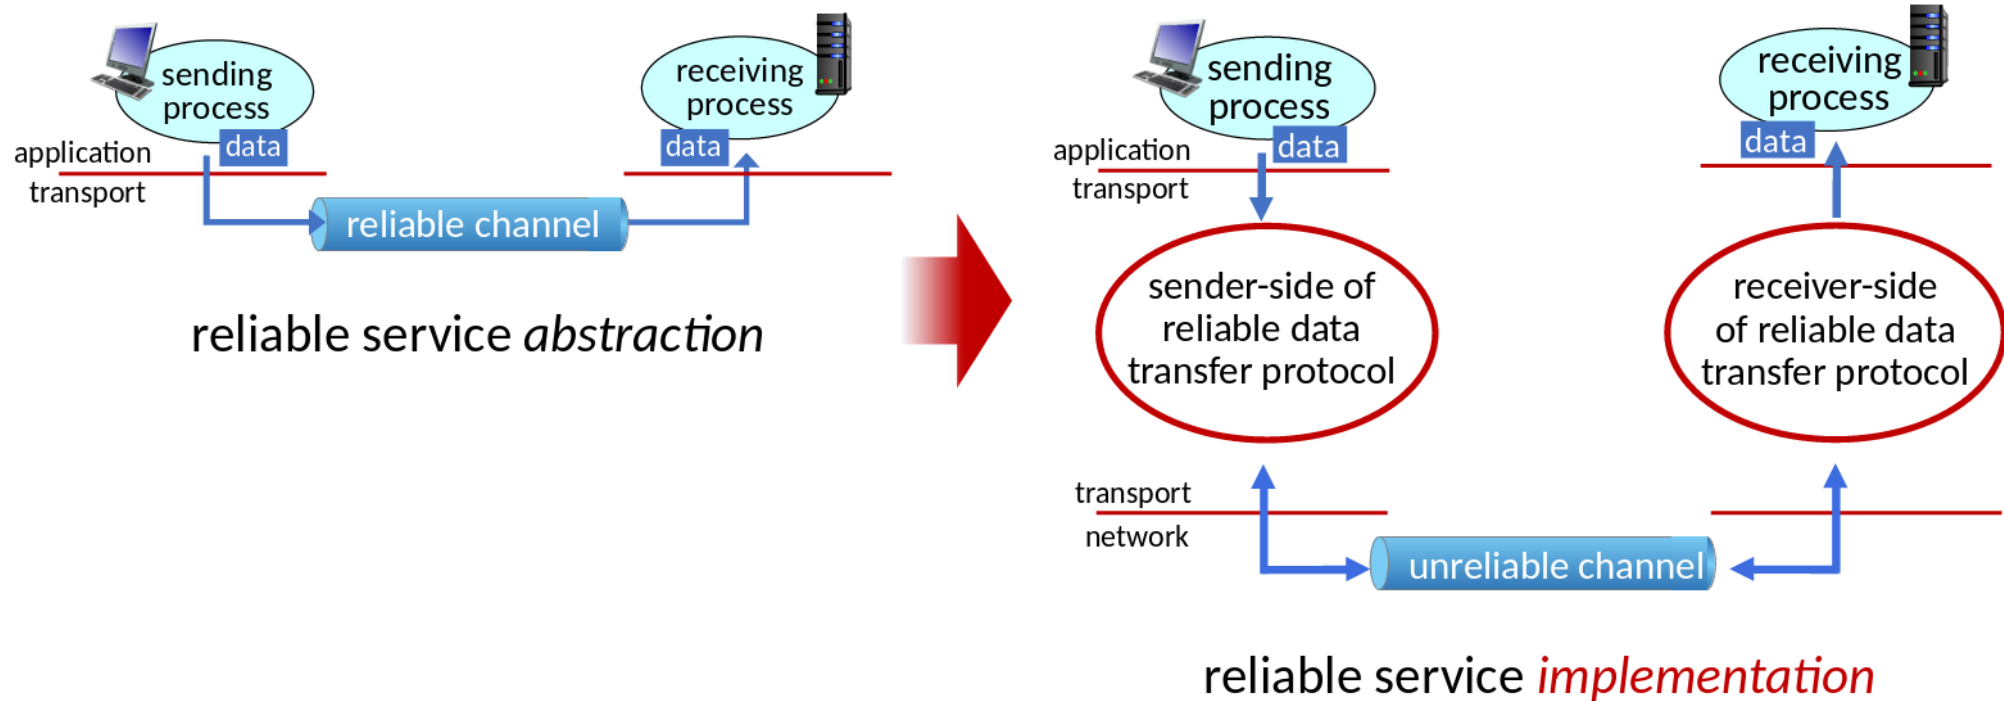 sending
process
data
application
transport
receiving
process
data
reliable channel
reliable service abstraction
sending
process
data
application
transport
receiving
process
data
sender-side of
reliable data
transfer protocol
receiver-side
of reliable data
transfer protocol
transport
network
unreliable channel
reliable service implementation